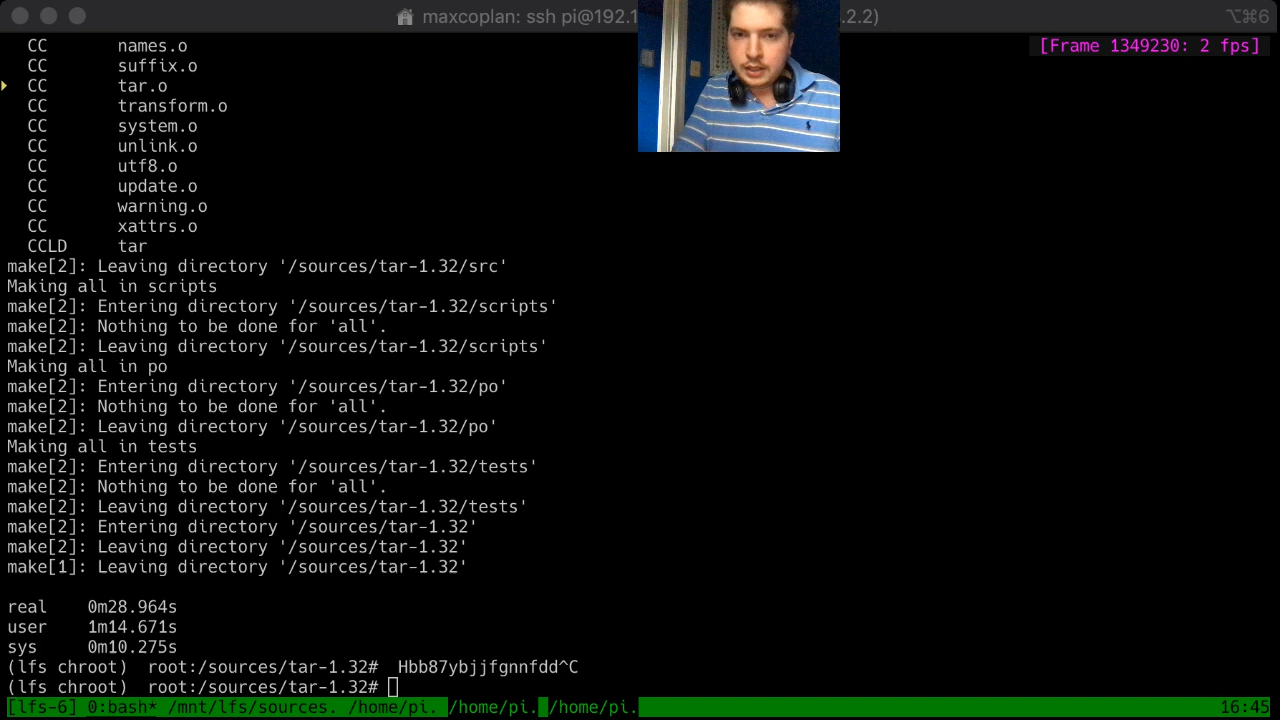 maxcoplan: ssh pi@192.1 .2.2) ⌥⌘6
CC names.o [Frame 1349230: 2 fps]
CC suffix.o
CC tar.o
CC transform.o
CC system.o
CC unlink.o
CC utf8.o
CC update.o
CC warning.o
CC xattrs.o
CCLD tar
make[2]: Leaving directory '/sources/tar-1.32/src'
Making all in scripts
make[2]: Entering directory '/sources/tar-1.32/scripts'
make[2]: Nothing to be done for 'all'.
make[2]: Leaving directory '/sources/tar-1.32/scripts'
Making all in po
make[2]: Entering directory '/sources/tar-1.32/po'
make[2]: Nothing to be done for 'all'.
make[2]: Leaving directory '/sources/tar-1.32/po'
Making all in tests
make[2]: Entering directory '/sources/tar-1.32/tests'
make[2]: Nothing to be done for 'all'.
make[2]: Leaving directory '/sources/tar-1.32/tests'
make[2]: Entering directory '/sources/tar-1.32'
make[2]: Leaving directory '/sources/tar-1.32'
make[1]: Leaving directory '/sources/tar-1.32'
real 0m28.964s
user 1m14.671s
sys 0m10.275s
(lfs chroot) root:/sources/tar-1.32# Hbb87ybjjfgnnfdd^C
(lfs chroot) root:/sources/tar-1.32#
[lfs-6] 0:bash* /mnt/lfs/sources. /home/pi. /home/pi. /home/pi. 16:45